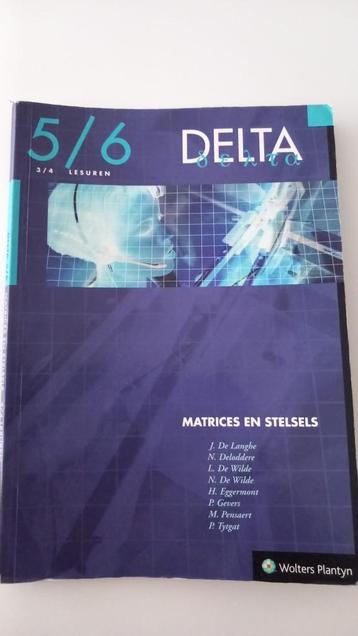 5/6
3/4 LESUREN
DELTA
δελτα
MATRICES EN STELSELS
J. De Langhe
N. Deloddere
L. De Wilde
N. De Wilde
H. Eggermont
P. Gevers
M. Pensaert
P. Tytgat
Wolters Plantyn